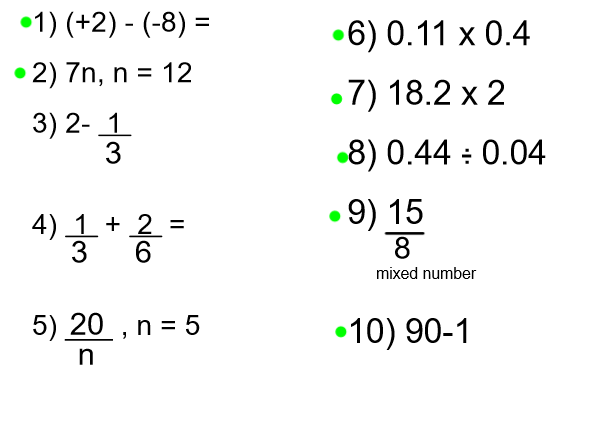 1) (+2) - (-8) =
2) 7n, n = 12
3) 2- 1/3
4) 1/3 + 2/6 =
5) 20/n , n = 5
6) 0.11 x 0.4
7) 18.2 x 2
8) 0.44 ÷ 0.04
9) 15/8
mixed number
10) 90-1